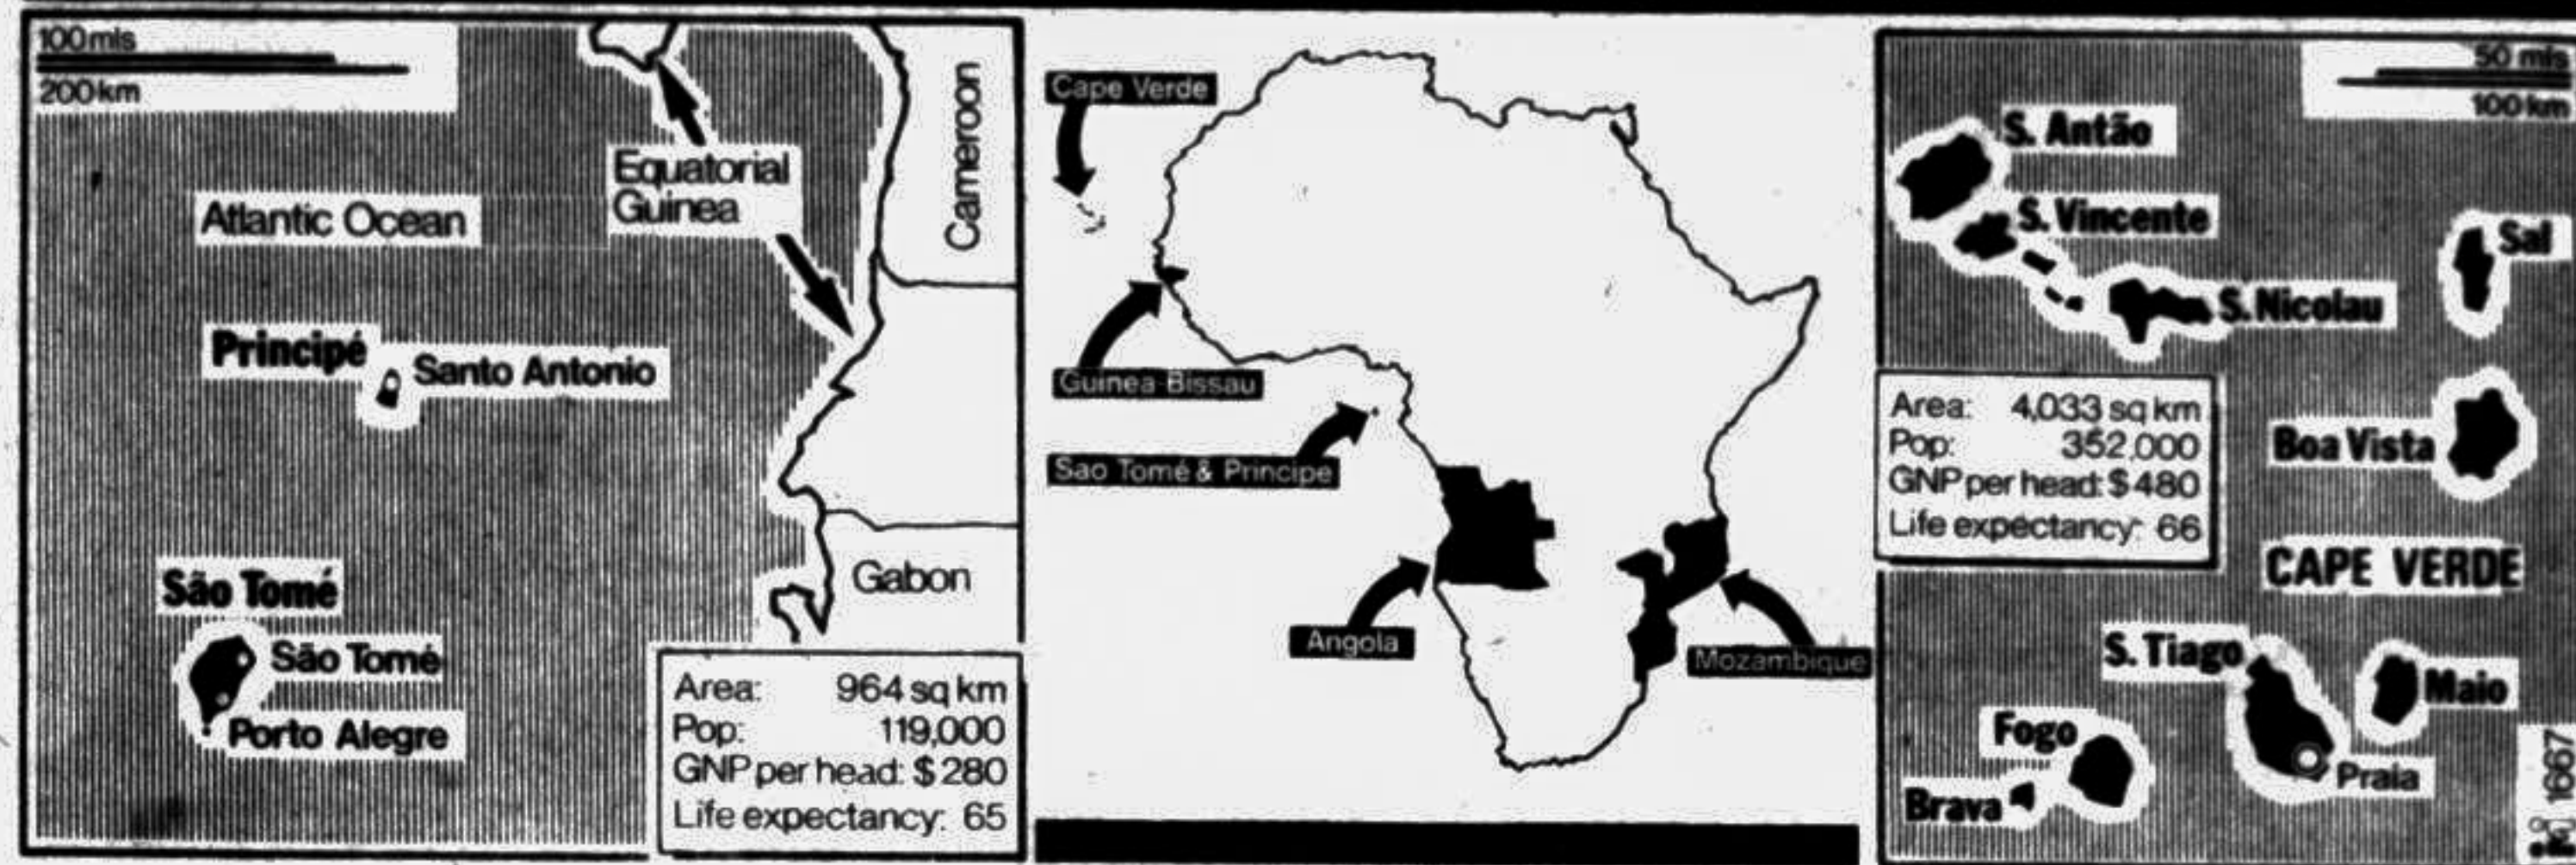 100mls
200km
Cameroon
Equatorial
Guinea
Atlantic Ocean
Principé
Santo Antonio
Gabon
São Tomé
São Tomé
Porto Alegre
Area: 964 sq km
Pop: 119,000
GNP per head: $280
Life expectancy: 65
Cape Verde
Guinea-Bissau
Sao Tomé & Principe
Angola
Mozambique
50 mls
100 km
S. Antão
S. Vincente
Sal
S. Nicolau
Area: 4,033 sq km
Pop: 352,000
GNP per head: $480
Life expectancy: 66
Boa Vista
CAPE VERDE
S. Tiago
Maio
Fogo
Praia
Brava
1667